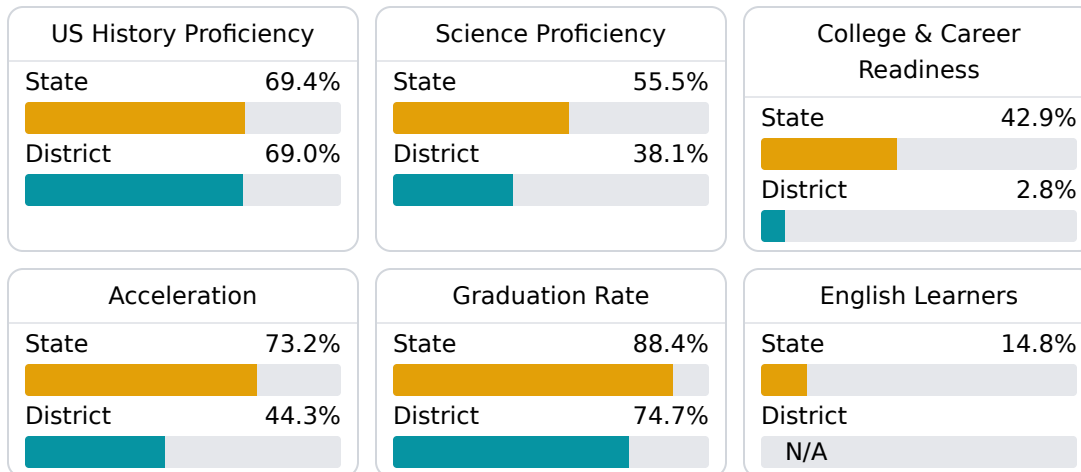 US History Proficiency
State 69.4%
District 69.0%
Science Proficiency
State 55.5%
District 38.1%
College & Career
Readiness
State 42.9%
District 2.8%
Acceleration
State 73.2%
District 44.3%
Graduation Rate
State 88.4%
District 74.7%
English Learners
State 14.8%
District
N/A